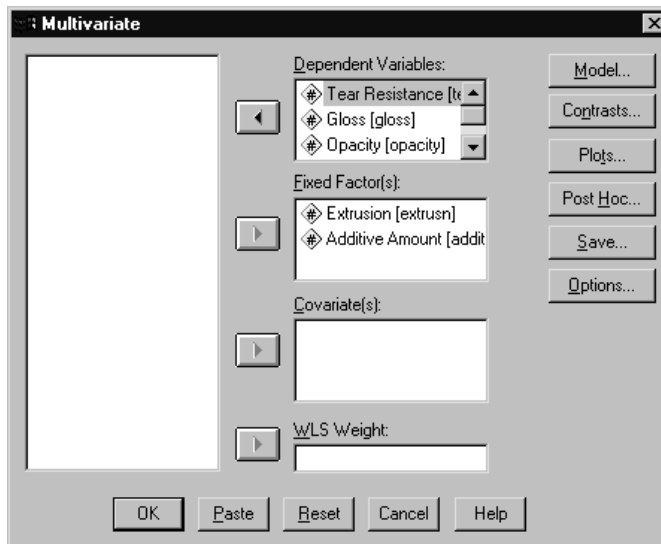 Multivariate
Dependent Variables:
Tear Resistance [te
Gloss [gloss]
Opacity [opacity]
Fixed Factor(s):
Extrusion [extrusn]
Additive Amount [addit
Covariate(s):
WLS Weight:
Model...
Contrasts...
Plots...
Post Hoc...
Save...
Options...
OK
Paste
Reset
Cancel
Help